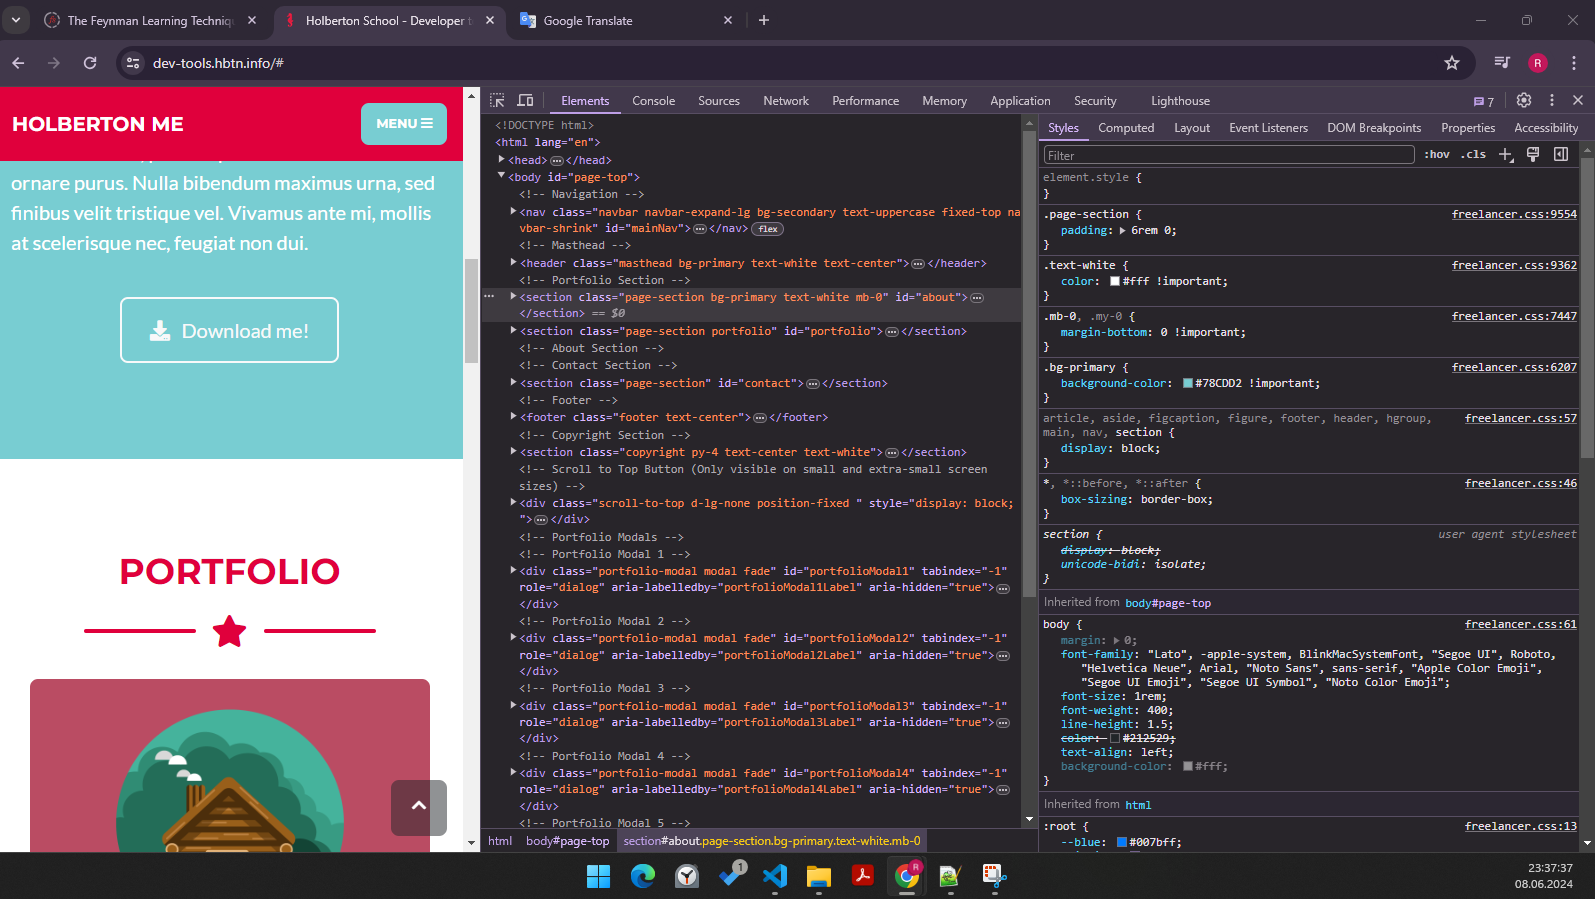 The Feynman Learning Techniqu
Holberton School - Developer t
Google Translate
dev-tools.hbtn.info/#
R
HOLBERTON ME
MENU
ornare purus. Nulla bibendum maximus urna, sed
finibus velit tristique vel. Vivamus ante mi, mollis
at scelerisque nec, feugiat non dui.
Download me!
PORTFOLIO
Elements
Console
Sources
Network
Performance
Memory
Application
Security
Lighthouse
7
<!DOCTYPE html>
<html lang="en">
<head> </head>
<body id="page-top">
<!-- Navigation -->
<nav class="navbar navbar-expand-lg bg-secondary text-uppercase fixed-top na
vbar-shrink" id="mainNav"> </nav> flex
<!-- Masthead -->
<header class="masthead bg-primary text-white text-center"> </header>
<!-- Portfolio Section -->
<section class="page-section bg-primary text-white mb-0" id="about">
</section> == $0
<section class="page-section portfolio" id="portfolio"> </section>
<!-- About Section -->
<!-- Contact Section -->
<section class="page-section" id="contact"> </section>
<!-- Footer -->
<footer class="footer text-center"> </footer>
<!-- Copyright Section -->
<section class="copyright py-4 text-center text-white"> </section>
<!-- Scroll to Top Button (Only visible on small and extra-small screen
sizes) -->
<div class="scroll-to-top d-lg-none position-fixed " style="display: block;
"> </div>
<!-- Portfolio Modals -->
<!-- Portfolio Modal 1 -->
<div class="portfolio-modal modal fade" id="portfolioModal1" tabindex="-1"
role="dialog" aria-labelledby="portfolioModal1Label" aria-hidden="true">
</div>
<!-- Portfolio Modal 2 -->
<div class="portfolio-modal modal fade" id="portfolioModal2" tabindex="-1"
role="dialog" aria-labelledby="portfolioModal2Label" aria-hidden="true">
</div>
<!-- Portfolio Modal 3 -->
<div class="portfolio-modal modal fade" id="portfolioModal3" tabindex="-1"
role="dialog" aria-labelledby="portfolioModal3Label" aria-hidden="true">
</div>
<!-- Portfolio Modal 4 -->
<div class="portfolio-modal modal fade" id="portfolioModal4" tabindex="-1"
role="dialog" aria-labelledby="portfolioModal4Label" aria-hidden="true">
</div>
<!-- Portfolio Modal 5 -->
html body#page-top section#about.page-section.bg-primary.text-white.mb-0
Styles
Computed
Layout
Event Listeners
DOM Breakpoints
Properties
Accessibility
Filter
:hov .cls
element.style {
}
.page-section { freelancer.css:9554
padding: 6rem 0;
}
.text-white { freelancer.css:9362
color: #fff !important;
}
.mb-0, .my-0 { freelancer.css:7447
margin-bottom: 0 !important;
}
.bg-primary { freelancer.css:6207
background-color: #78CDD2 !important;
}
article, aside, figcaption, figure, footer, header, hgroup, freelancer.css:57
main, nav, section {
display: block;
}
*, *::before, *::after { freelancer.css:46
box-sizing: border-box;
}
section { user agent stylesheet
display: block;
unicode-bidi: isolate;
}
Inherited from body#page-top
body { freelancer.css:61
margin: 0;
font-family: "Lato", -apple-system, BlinkMacSystemFont, "Segoe UI", Roboto,
"Helvetica Neue", Arial, "Noto Sans", sans-serif, "Apple Color Emoji",
"Segoe UI Emoji", "Segoe UI Symbol", "Noto Color Emoji";
font-size: 1rem;
font-weight: 400;
line-height: 1.5;
color: #212529;
text-align: left;
background-color: #fff;
}
Inherited from html
:root { freelancer.css:13
--blue: #007bff;
1
R
23:37:37
08.06.2024